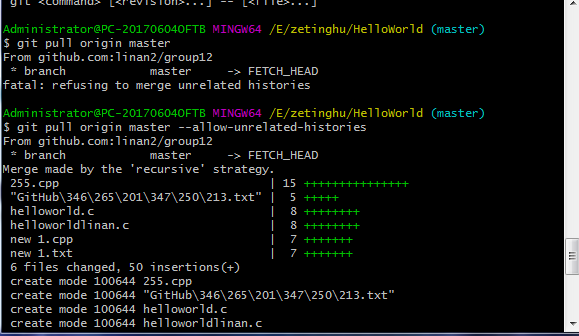 git <command> [<revision>...] -- [<file>...]
Administrator@PC-20170604OFTB MINGW64 /E/zetinghu/HelloWorld (master)
$ git pull origin master
From github.com:linan2/group12
 * branch            master     -> FETCH_HEAD
fatal: refusing to merge unrelated histories
Administrator@PC-20170604OFTB MINGW64 /E/zetinghu/HelloWorld (master)
$ git pull origin master --allow-unrelated-histories
From github.com:linan2/group12
 * branch            master     -> FETCH_HEAD
Merge made by the 'recursive' strategy.
 255.cpp                            | 15 +++++++++++++++
 "GitHub\346\265\201\347\250\213.txt" |  5 +++++
 helloworld.c                       |  8 ++++++++
 helloworldlinan.c                  |  8 ++++++++
 new 1.cpp                          |  7 +++++++
 new 1.txt                          |  7 +++++++
 6 files changed, 50 insertions(+)
 create mode 100644 255.cpp
 create mode 100644 "GitHub\346\265\201\347\250\213.txt"
 create mode 100644 helloworld.c
 create mode 100644 helloworldlinan.c